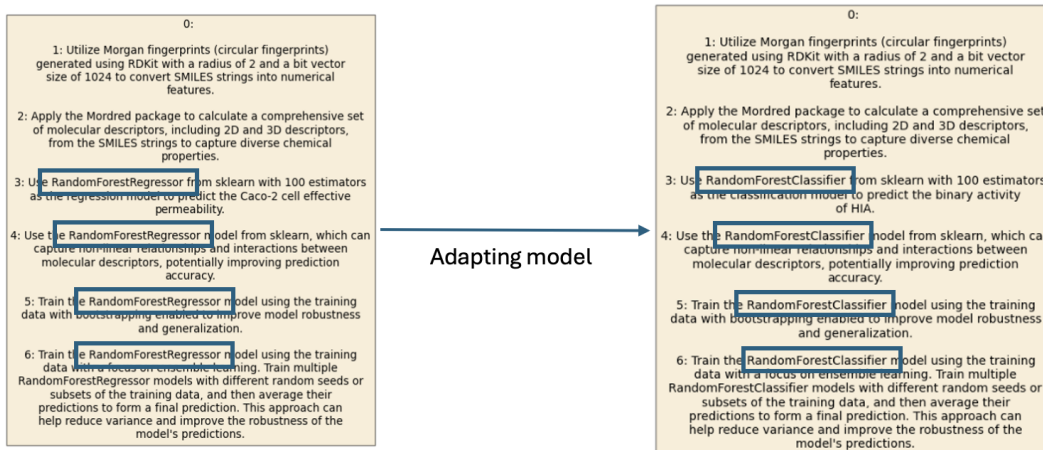 0:
1: Utilize Morgan fingerprints (circular fingerprints)
generated using RDKit with a radius of 2 and a bit vector
size of 1024 to convert SMILES strings into numerical
features.
2: Apply the Mordred package to calculate a comprehensive set
of molecular descriptors, including 2D and 3D descriptors,
from the SMILES strings to capture diverse chemical
properties.
3: Use RandomForestRegressor from sklearn with 100 estimators
as the regression model to predict the Caco-2 cell effective
permeability.
4: Use the RandomForestRegressor model from sklearn, which can
capture non-linear relationships and interactions between
molecular descriptors, potentially improving prediction
accuracy.
5: Train the RandomForestRegressor model using the training
data with bootstrapping enabled to improve model robustness
and generalization.
6: Train the RandomForestRegressor model using the training
data with a focus on ensemble learning. Train multiple
RandomForestRegressor models with different random seeds or
subsets of the training data, and then average their
predictions to form a final prediction. This approach can
help reduce variance and improve the robustness of the
model's predictions.
Adapting model
0:
1: Utilize Morgan fingerprints (circular fingerprints)
generated using RDKit with a radius of 2 and a bit vector
size of 1024 to convert SMILES strings into numerical
features.
2: Apply the Mordred package to calculate a comprehensive set
of molecular descriptors, including 2D and 3D descriptors,
from the SMILES strings to capture diverse chemical
properties.
3: Use RandomForestClassifier from sklearn with 100 estimators
as the classification model to predict the binary activity
of HIA.
4: Use the RandomForestClassifier model from sklearn, which can
capture non-linear relationships and interactions between
molecular descriptors, potentially improving prediction
accuracy.
5: Train the RandomForestClassifier model using the training
data with bootstrapping enabled to improve model robustness
and generalization.
6: Train the RandomForestClassifier model using the training
data with a focus on ensemble learning. Train multiple
RandomForestClassifier models with different random seeds or
subsets of the training data, and then average their
predictions to form a final prediction. This approach can
help reduce variance and improve the robustness of the
model's predictions.